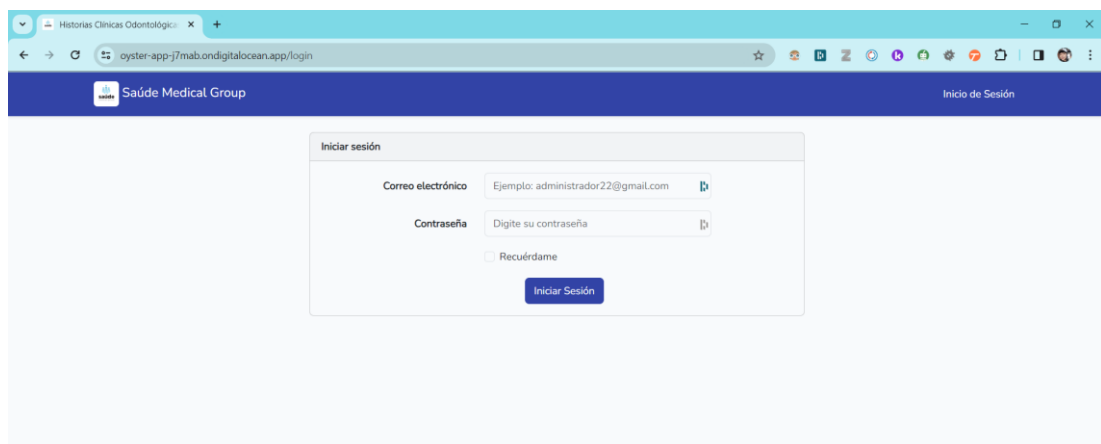 Historias Clínicas Odontológica
oyster-app-j7mab.ondigitalocean.app/login
saúde Saúde Medical Group Inicio de Sesión
Iniciar sesión
Correo electrónico Ejemplo: administrador22@gmail.com
Contraseña Digite su contraseña
Recuérdame
Iniciar Sesión